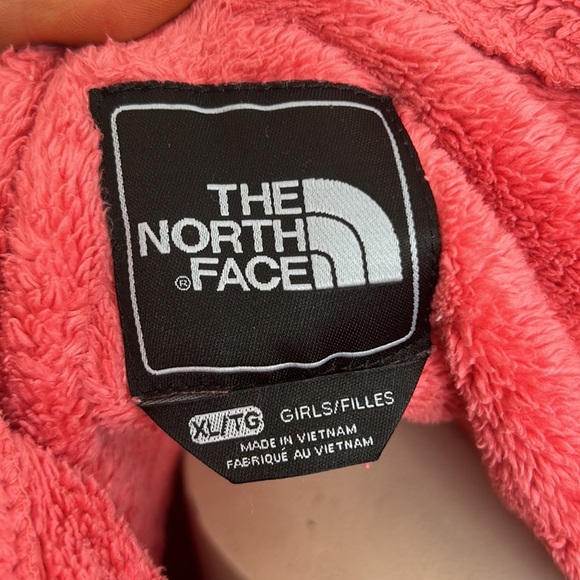 THE
NORTH
®FACE
XL/TG GIRLS/FILLES
MADE IN VIETNAM
FABRIQUÉ AU VIETNAM